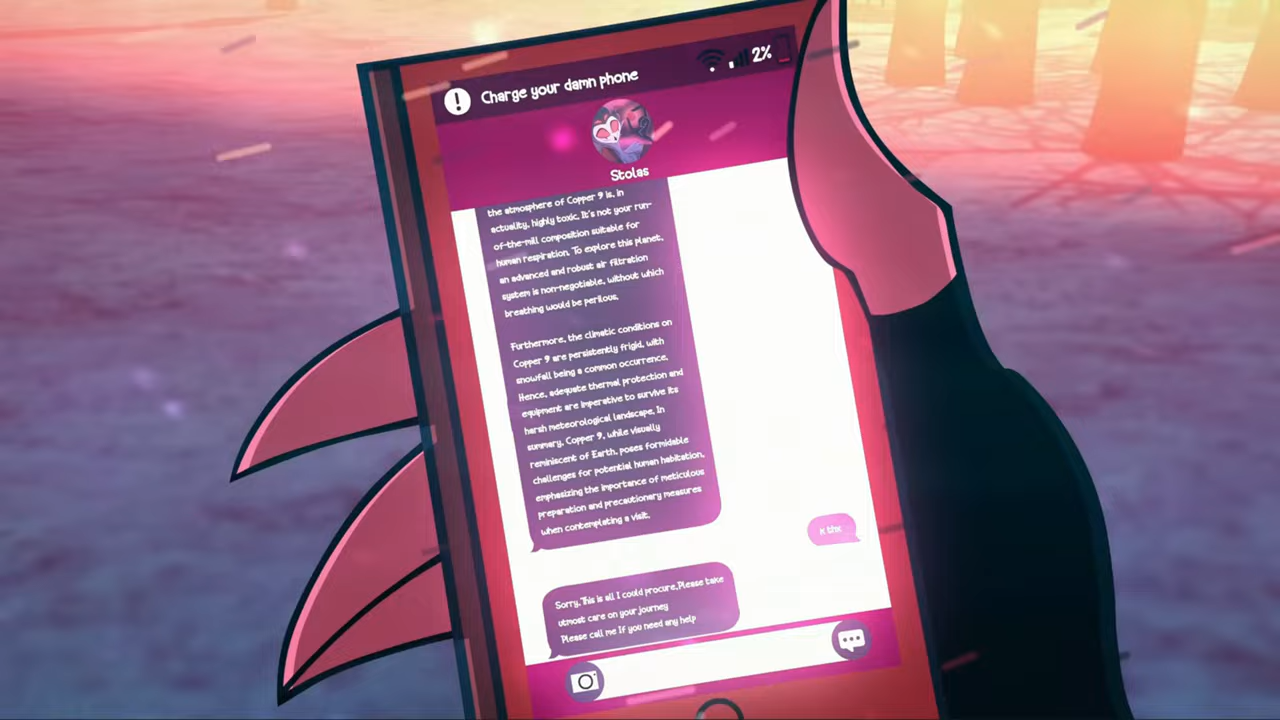 Charge your damn phone
2%
Stolas
the atmosphere of Copper 9 is, in
actuality, highly toxic. It's not your run-
of-the-mill composition suitable for
human respiration. To explore this planet,
an advanced and robust air filtration
system is non-negotiable, without which
breathing would be perilous.
Furthermore, the climatic conditions on
Copper 9 are persistently frigid, with
snowfall being a common occurrence.
Hence, adequate thermal protection and
equipment are imperative to survive its
harsh meteorological landscape. In
summary, Copper 9, while visually
reminiscent of Earth, poses formidable
challenges for potential human habitation,
emphasizing the importance of meticulous
preparation and precautionary measures
when contemplating a visit.
k thx
Sorry.This is all I could procure.Please take
utmost care on your journey
Please call me If you need any help